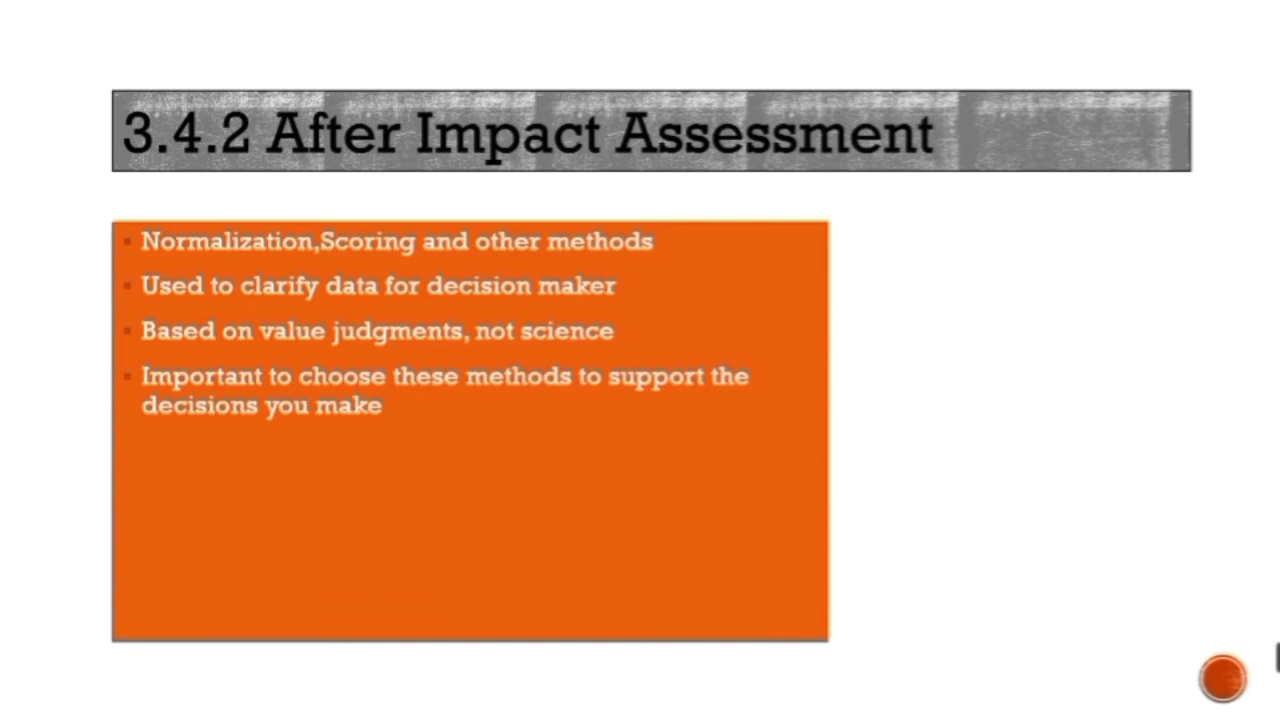 3.4.2 After Impact Assessment
Normalization,Scoring and other methods
Used to clarify data for decision maker
Based on value judgments, not science
Important to choose these methods to support the
decisions you make